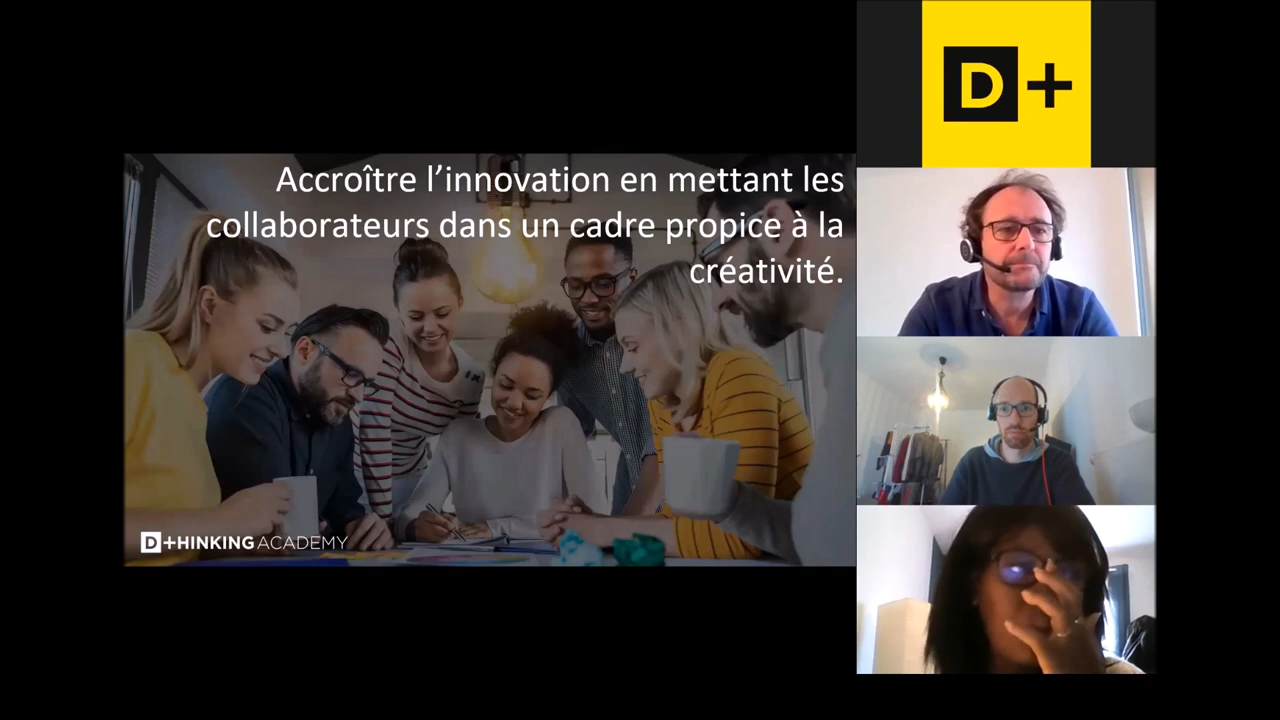 Accroître l’innovation en mettant les
collaborateurs dans un cadre propice à la
créativité.
D+HINKING ACADEMY
D+